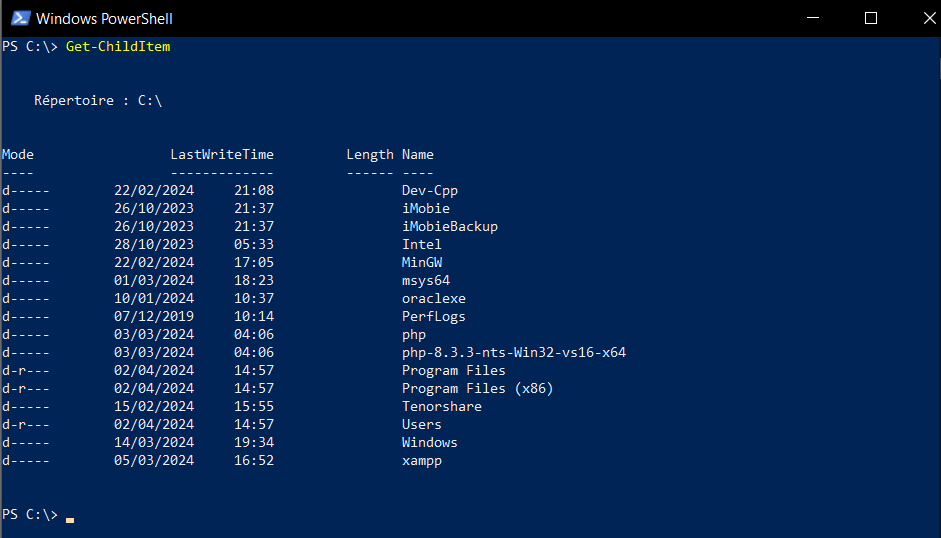 Windows PowerShell
PS C:\> Get-ChildItem
Répertoire : C:\
Mode LastWriteTime Length Name
---- ------------- ------ ----
d----- 22/02/2024 21:08 Dev-Cpp
d----- 26/10/2023 21:37 iMobie
d----- 26/10/2023 21:37 iMobieBackup
d----- 28/10/2023 05:33 Intel
d----- 22/02/2024 17:05 MinGW
d----- 01/03/2024 18:23 msys64
d----- 10/01/2024 10:37 oraclexe
d----- 07/12/2019 10:14 PerfLogs
d----- 03/03/2024 04:06 php
d----- 03/03/2024 04:06 php-8.3.3-nts-Win32-vs16-x64
d-r--- 02/04/2024 14:57 Program Files
d-r--- 02/04/2024 14:57 Program Files (x86)
d----- 15/02/2024 15:55 Tenorshare
d-r--- 02/04/2024 14:57 Users
d----- 14/03/2024 19:34 Windows
d----- 05/03/2024 16:52 xampp
PS C:\>